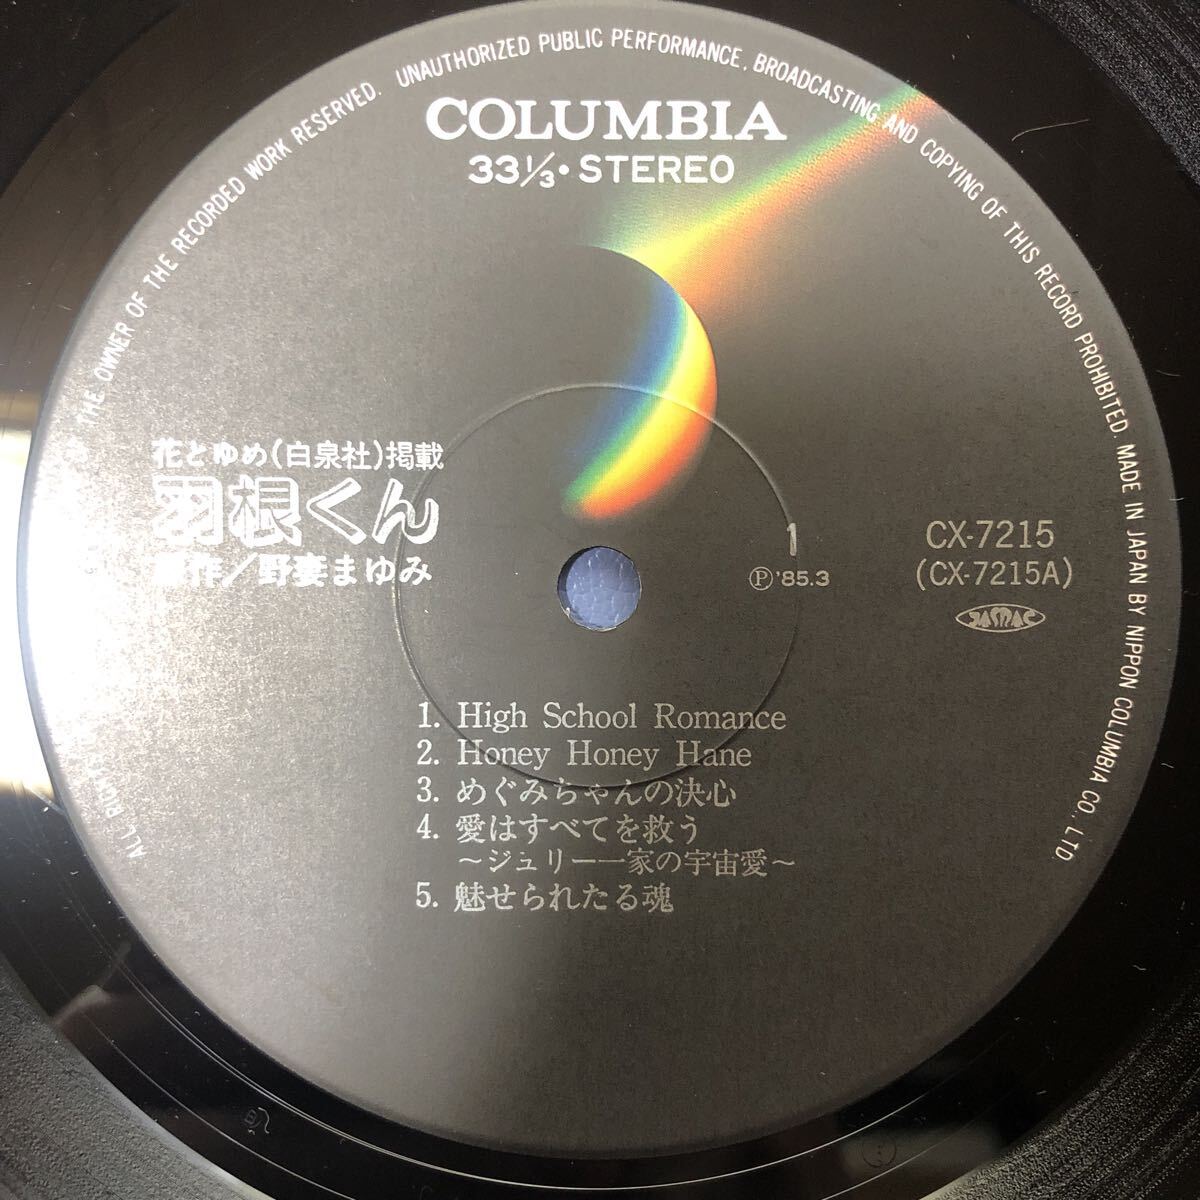 THE OWNER OF THE RECORDED WORK RESERVED. UNAUTHORIZED PUBLIC PERFORMANCE, BROADCASTING AND COPYING OF THIS RECORD PROHIBITED. MADE IN JAPAN BY NIPPON COLUMBIA CO., LTD.
COLUMBIA
33⅓・STEREO
花とゆめ(白泉社)掲載
羽根くん
原作/野妻まゆみ
1
Ⓟ'85.3
CX-7215
(CX-7215A)
JASRAC
1. High School Romance
2. Honey Honey Hane
3. めぐみちゃんの決心
4. 愛はすべてを救う
~ジュリー一家の宇宙愛~
5. 魅せられたる魂
ALL